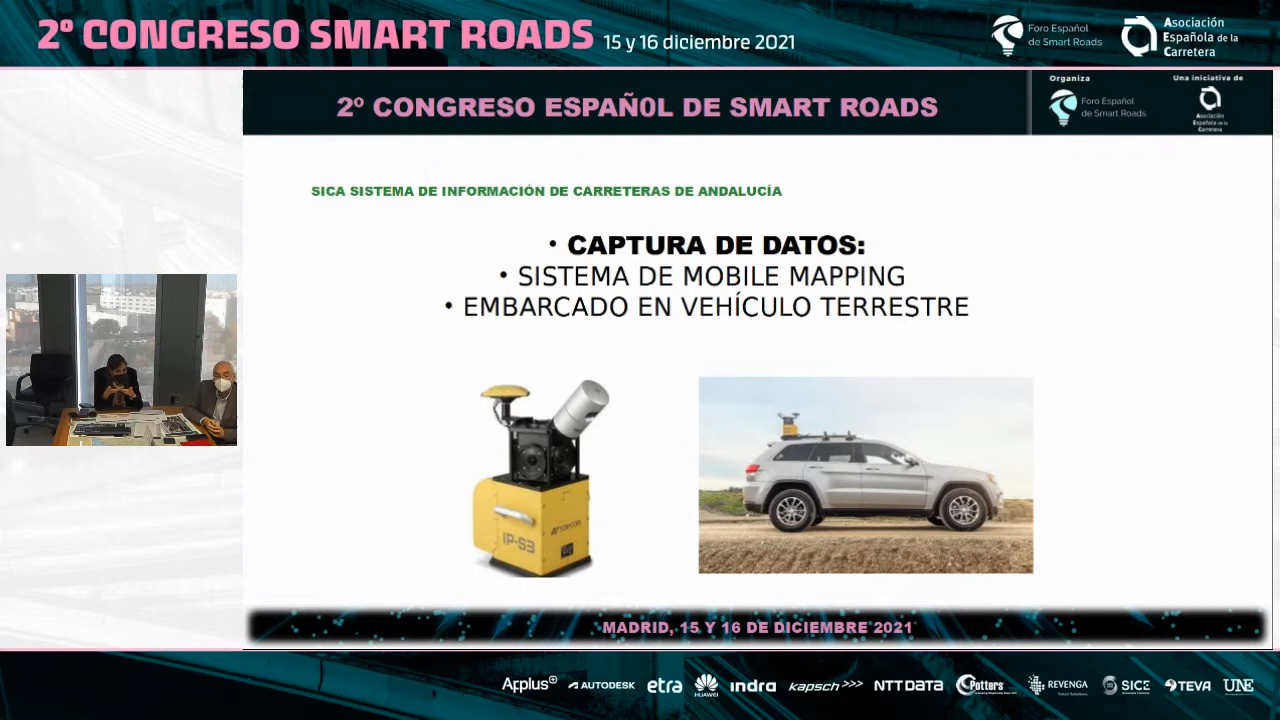 2º CONGRESO SMART ROADS 15 y 16 diciembre 2021
Foro Español
de Smart Roads
Asociación
Española de la
Carretera
2º CONGRESO ESPAÑ0L DE SMART ROADS
Organiza
Foro Español
de Smart Roads
Una iniciativa de
Asociación
Española de la
Carretera
SICA SISTEMA DE INFORMACIÓN DE CARRETERAS DE ANDALUCÍA
• CAPTURA DE DATOS:
• SISTEMA DE MOBILE MAPPING
• EMBARCADO EN VEHÍCULO TERRESTRE
TOPCON
IP-S3
MADRID, 15 Y 16 DE DICIEMBRE 2021
Applus+ AUTODESK etra HUAWEI indra kapsch>>> NTT DATA Potters REVENGA SICE TEVA UNE